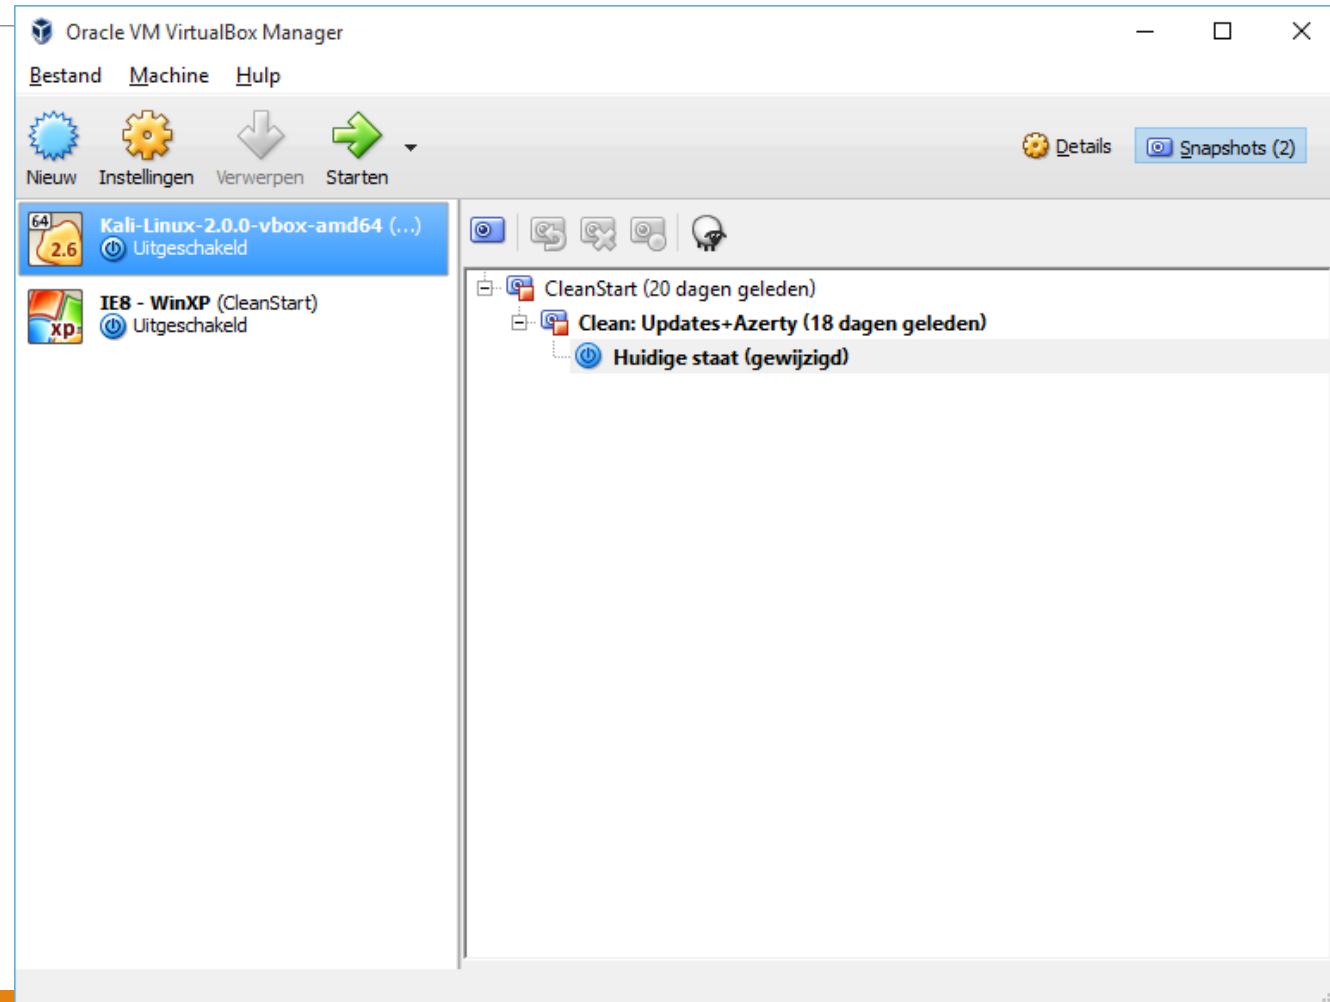 Oracle VM VirtualBox Manager
Bestand Machine Hulp
Nieuw Instellingen Verwerpen Starten
Details Snapshots (2)
64
2.6
Kali-Linux-2.0.0-vbox-amd64 (...)
Uitgeschakeld
xp
IE8 - WinXP (CleanStart)
Uitgeschakeld
CleanStart (20 dagen geleden)
Clean: Updates+Azerty (18 dagen geleden)
Huidige staat (gewijzigd)